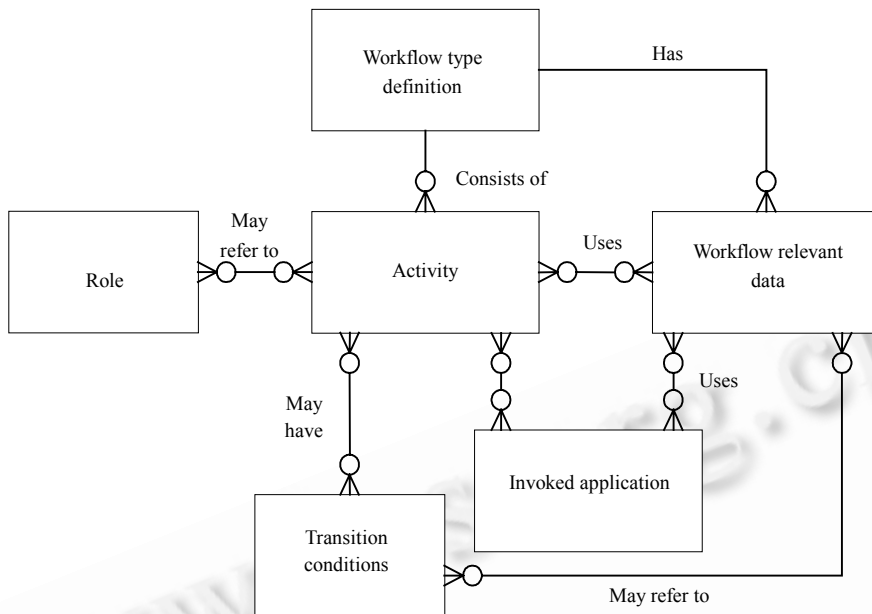 Workflow type
definition
Has
Consists of
May
refer to
Role
Activity
Uses
Workflow relevant
data
May
have
Uses
Invoked application
Transition
conditions
May refer to